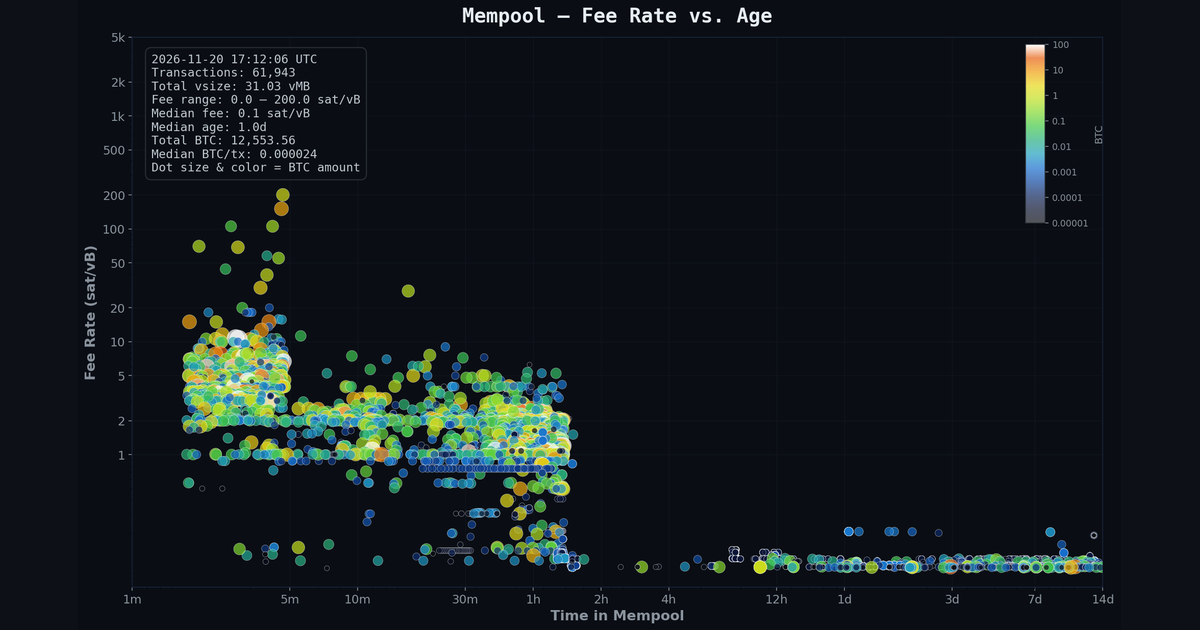 Mempool — Fee Rate vs. Age
5k
2k
1k
500
200
100
50
20
10
5
2
1
Fee Rate (sat/vB)
2026-11-20 17:12:06 UTC
Transactions: 61,943
Total vsize: 31.03 vMB
Fee range: 0.0 — 200.0 sat/vB
Median fee: 0.1 sat/vB
Median age: 1.0d
Total BTC: 12,553.56
Median BTC/tx: 0.000024
Dot size & color = BTC amount
100
10
1
0.1
0.01
0.001
0.0001
0.00001
BTC
1m 5m 10m 30m 1h 2h 4h 12h 1d 3d 7d 14d
Time in Mempool